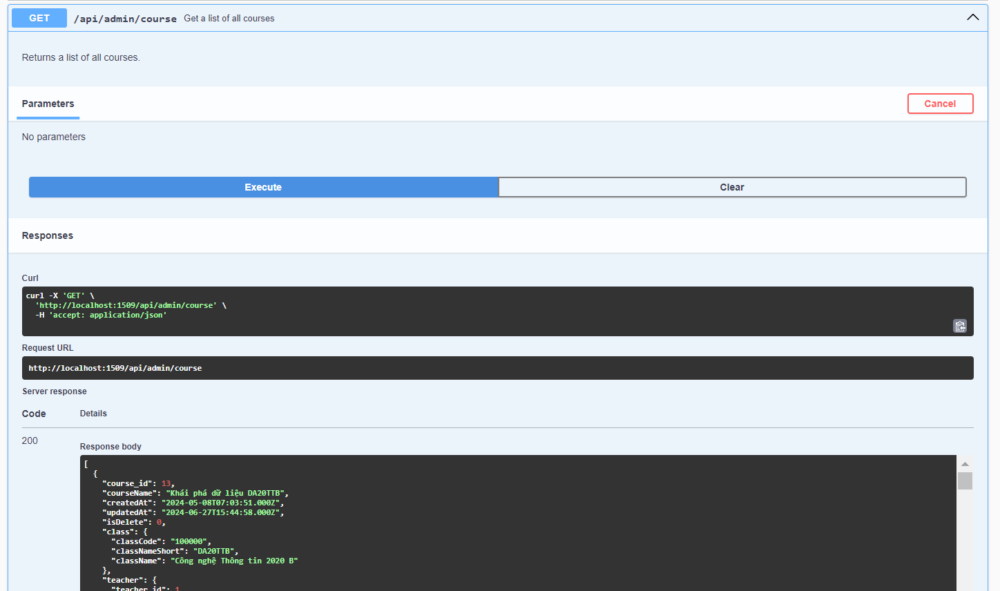 GET /api/admin/course Get a list of all courses
Returns a list of all courses.
Parameters Cancel
No parameters
Execute Clear
Responses
Curl
curl -X 'GET' \
  'http://localhost:1509/api/admin/course' \
  -H 'accept: application/json'
Request URL
http://localhost:1509/api/admin/course
Server response
Code Details
200
Response body
[
  {
    "course_id": 13,
    "courseName": "Khái phá dữ liệu DA20TTB",
    "createdAt": "2024-05-08T07:03:51.000Z",
    "updatedAt": "2024-06-27T15:44:58.000Z",
    "isDelete": 0,
    "class": {
      "classCode": "100000",
      "classNameShort": "DA20TTB",
      "className": "Công nghệ Thông tin 2020 B"
    },
    "teacher": {
      "teacher_id": 1,